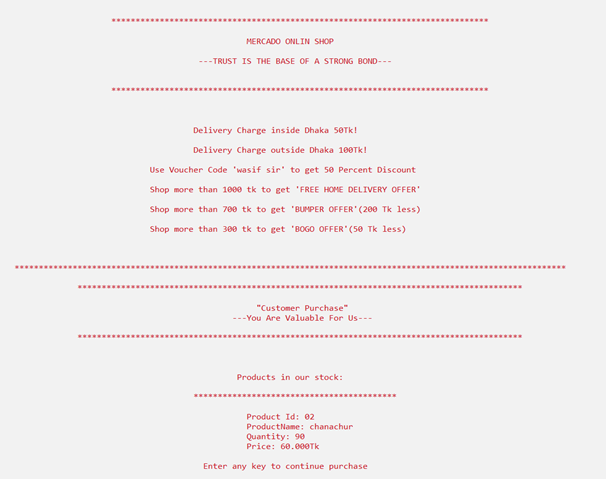 ******************************************************************************
MERCADO ONLIN SHOP
---TRUST IS THE BASE OF A STRONG BOND---
******************************************************************************
Delivery Charge inside Dhaka 50Tk!
Delivery Charge outside Dhaka 100Tk!
Use Voucher Code 'wasif sir' to get 50 Percent Discount
Shop more than 1000 tk to get 'FREE HOME DELIVERY OFFER'
Shop more than 700 tk to get 'BUMPER OFFER'(200 Tk less)
Shop more than 300 tk to get 'BOGO OFFER'(50 Tk less)
******************************************************************************************************************
********************************************************************************************
"Customer Purchase"
---You Are Valuable For Us---
********************************************************************************************
Products in our stock:
******************************************
Product Id: 02
ProductName: chanachur
Quantity: 90
Price: 60.000Tk
Enter any key to continue purchase